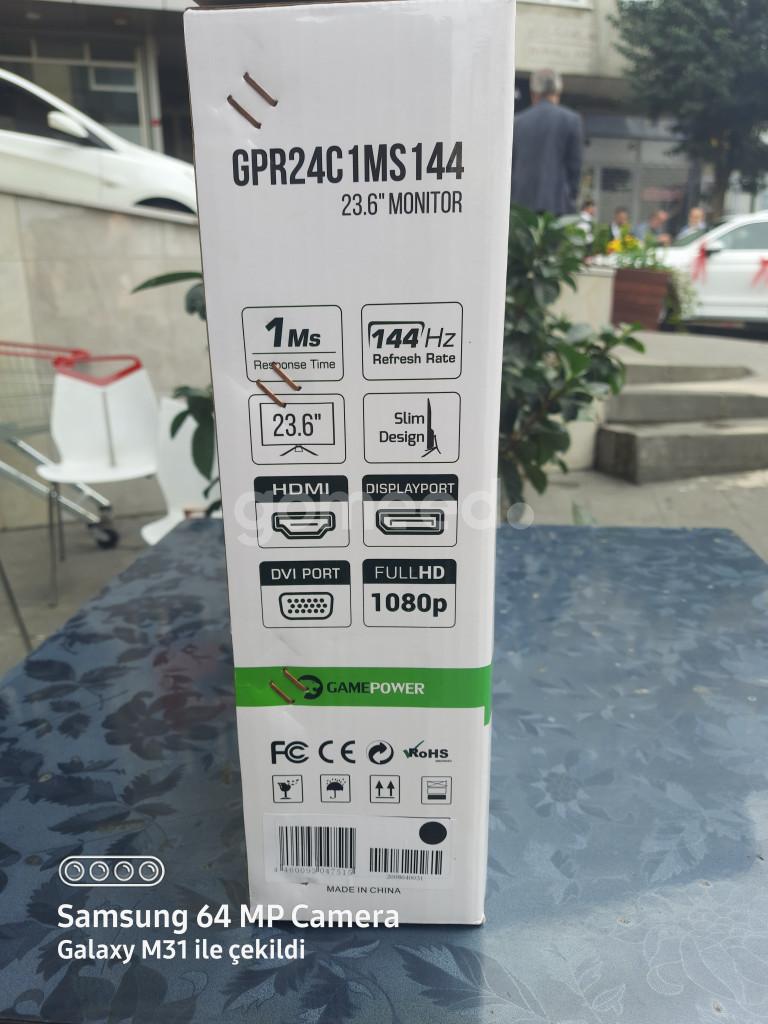 GPR24C1MS144
23.6" MONITOR
1Ms
Response Time
144Hz
Refresh Rate
23.6"
Slim
Design
HDMI
DISPLAYPORT
gomeed.
DVI PORT
FULLHD
1080p
GAMEPOWER
FC CE RoHS
MADE IN CHINA
Samsung 64 MP Camera
Galaxy M31 ile çekildi